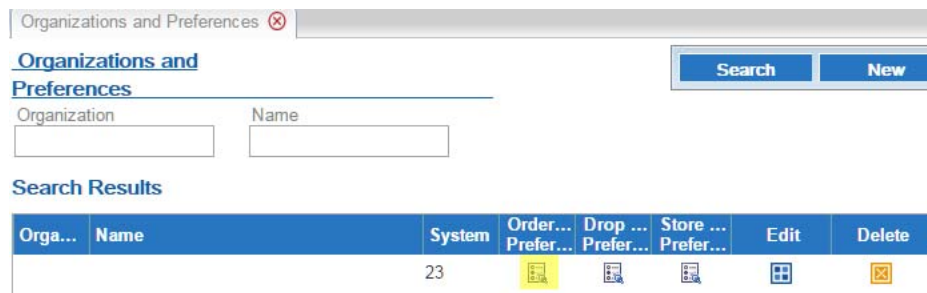 Organizations and Preferences
Organizations and
Preferences
Search New
Organization Name
Search Results
Orga... Name System Order... Prefer... Drop ... Prefer... Store ... Prefer... Edit Delete
23